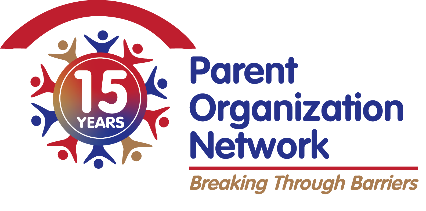 15
YEARS
Parent
Organization
Network
Breaking Through Barriers